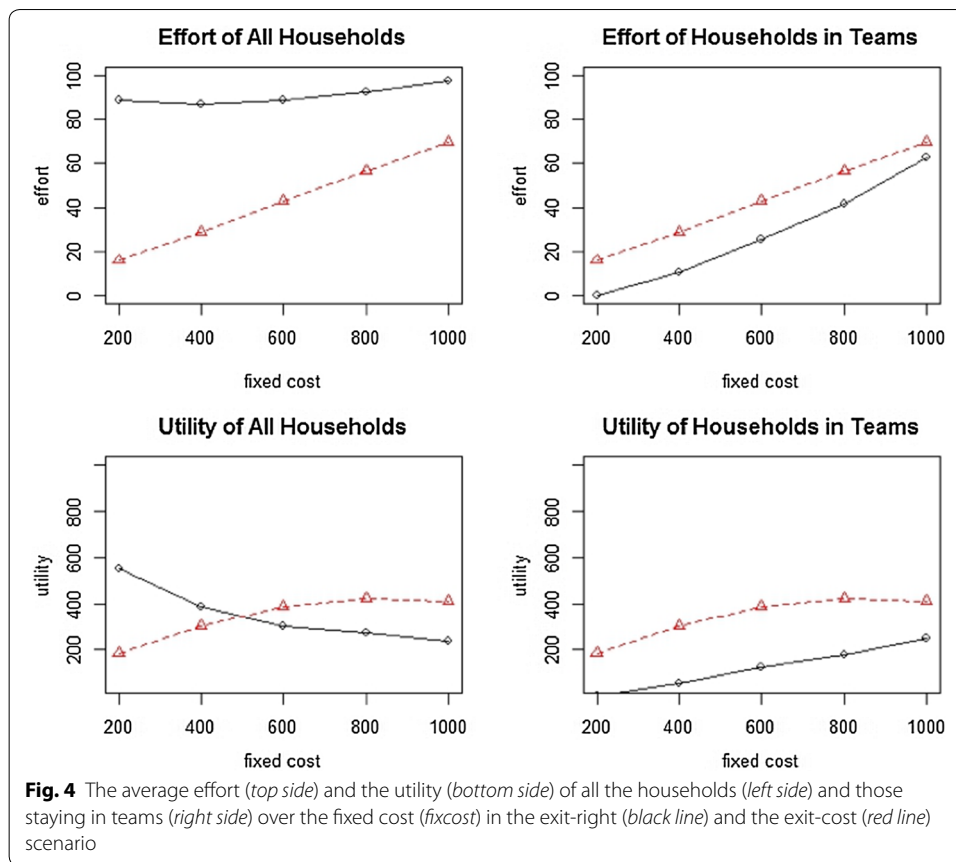 Effort of All Households
effort
0 20 40 60 80 100
200 400 600 800 1000
fixed cost
Effort of Households in Teams
effort
0 20 40 60 80 100
200 400 600 800 1000
fixed cost
Utility of All Households
utility
200 400 600 800
200 400 600 800 1000
fixed cost
Utility of Households in Teams
utility
200 400 600 800
200 400 600 800 1000
fixed cost
Fig. 4 The average effort (top side) and the utility (bottom side) of all the households (left side) and those
staying in teams (right side) over the fixed cost (fixcost) in the exit-right (black line) and the exit-cost (red line)
scenario